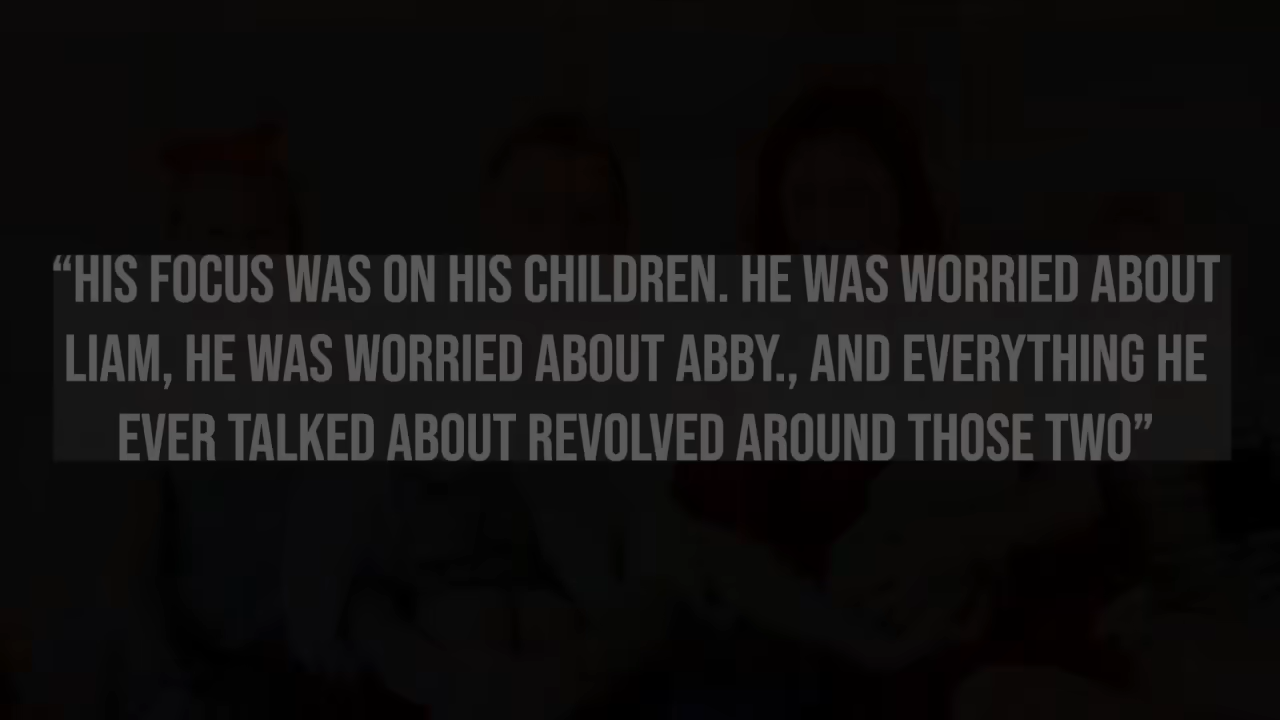 “HIS FOCUS WAS ON HIS CHILDREN. HE WAS WORRIED ABOUT
LIAM, HE WAS WORRIED ABOUT ABBY., AND EVERYTHING HE
EVER TALKED ABOUT REVOLVED AROUND THOSE TWO”